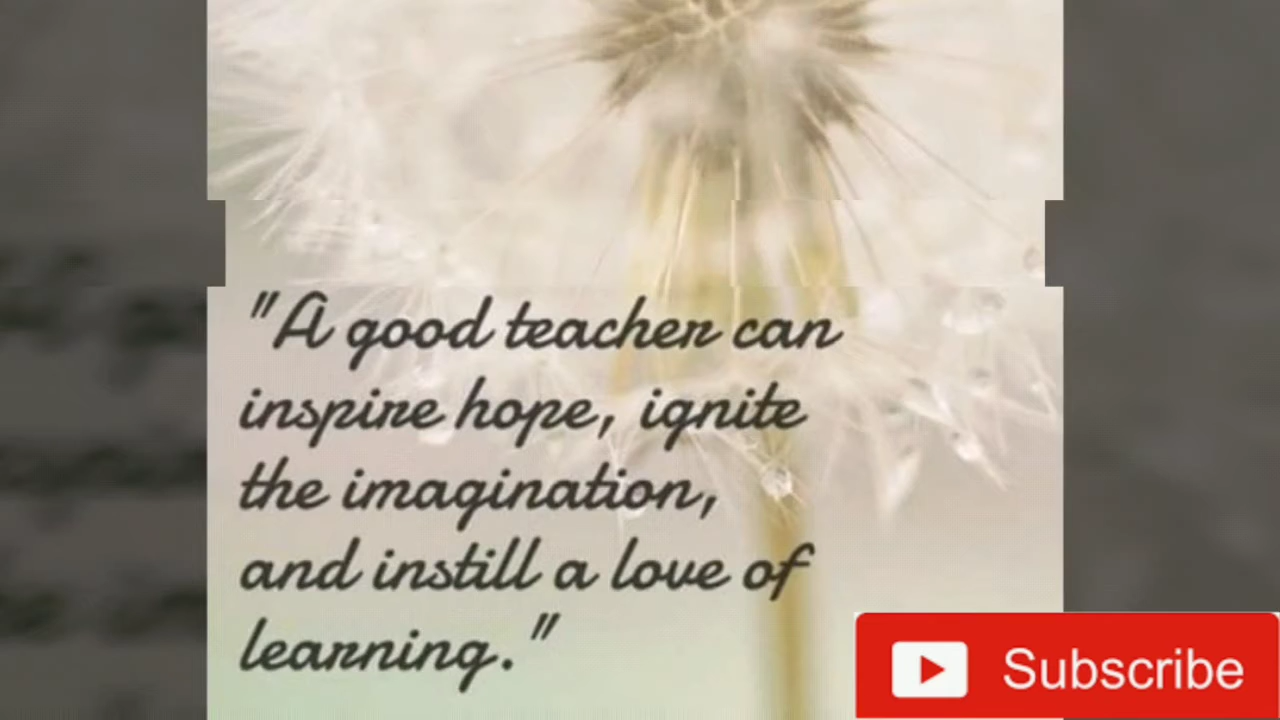 "A good teacher can
inspire hope, ignite
the imagination,
and instill a love of
learning."
Subscribe